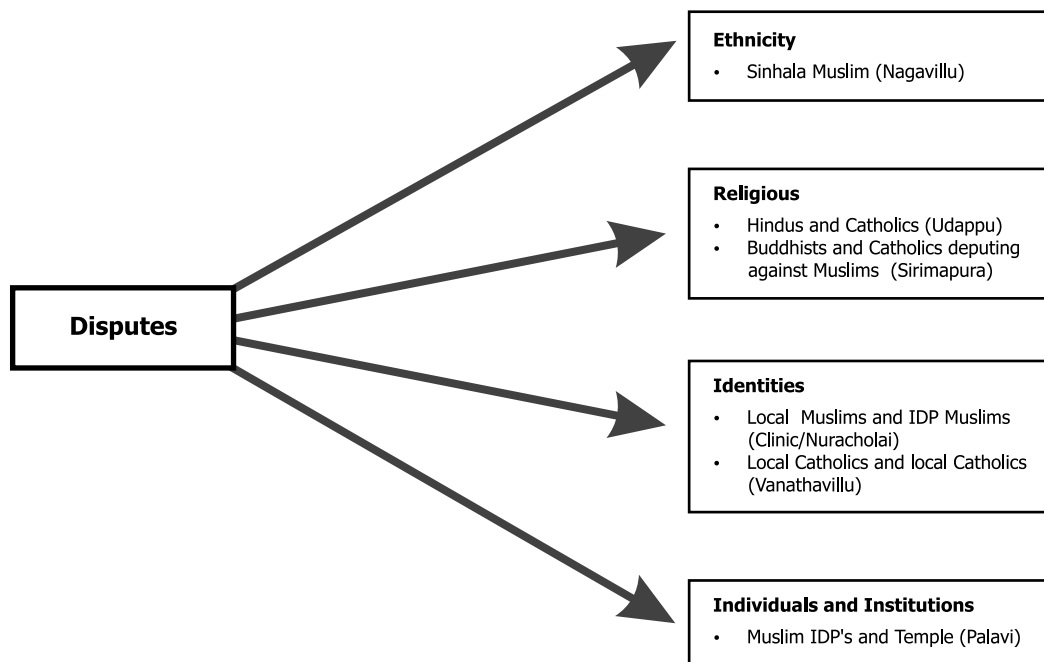 Disputes
Ethnicity
• Sinhala Muslim (Nagavillu)
Religious
• Hindus and Catholics (Udappu)
• Buddhists and Catholics deputing
against Muslims (Sirimapura)
Identities
• Local Muslims and IDP Muslims
(Clinic/Nuracholai)
• Local Catholics and local Catholics
(Vanathavillu)
Individuals and Institutions
• Muslim IDP's and Temple (Palavi)